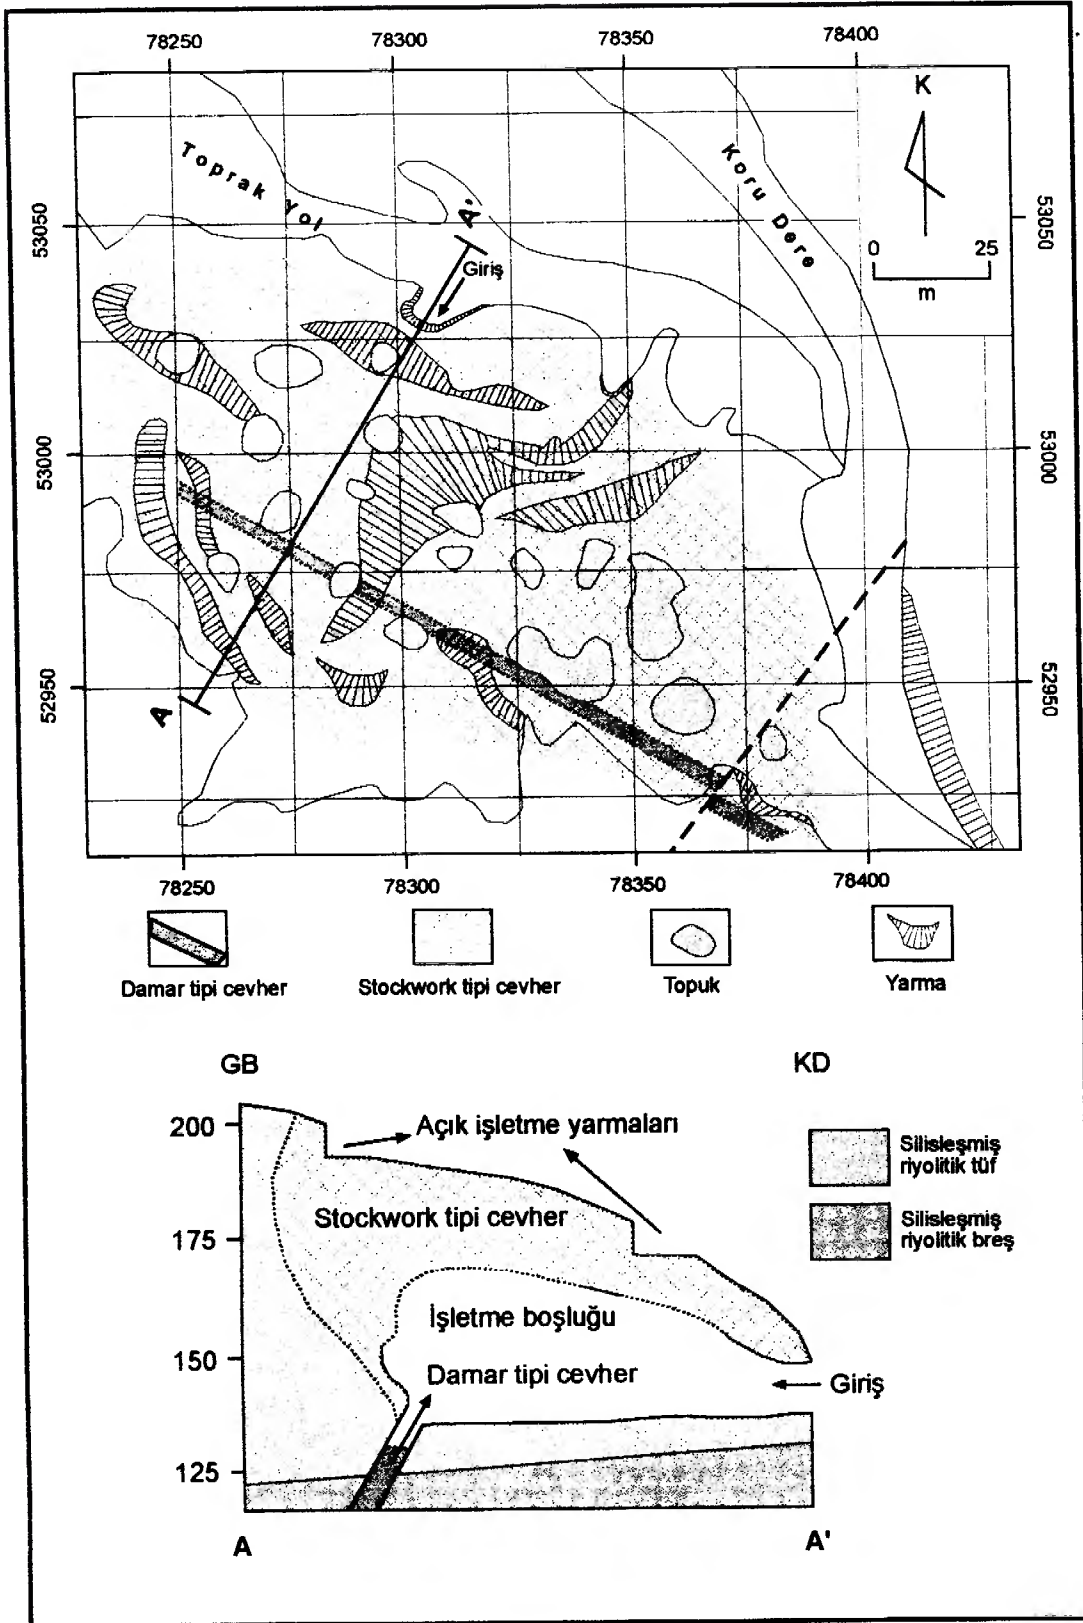 78250 78300 78350 78400
K
Toprak Yol
Koru Dere
A'
Giriş
0 25
m
53050 53050
53000 53000
52950 52950
A
78250 78300 78350 78400
Damar tipi cevher
Stockwork tipi cevher
Topuk
Yarma
GB
KD
200
175
150
125
Açık işletme yarmaları
Stockwork tipi cevher
İşletme boşluğu
Damar tipi cevher
Giriş
Silisleşmiş
riyolitik tüf
Silisleşmiş
riyolitik breş
A
A'